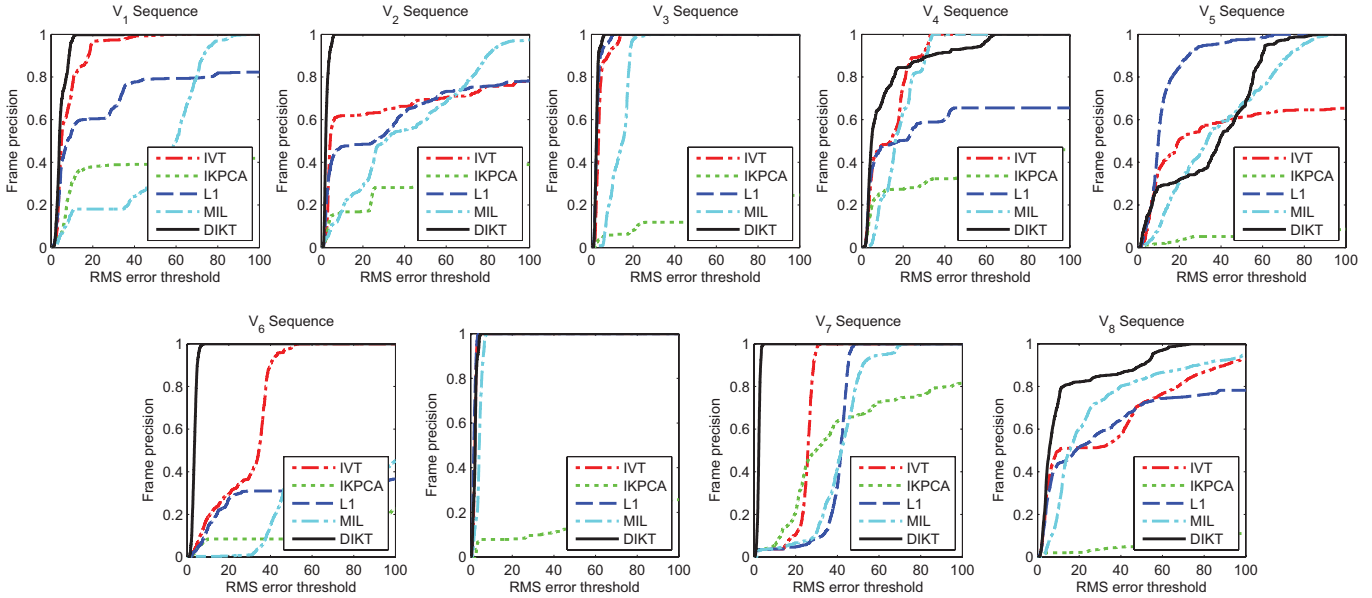 V1 Sequence
1
0.8
0.6
0.4
0.2
0
Frame precision
0 20 40 60 80 100
RMS error threshold
IVT
IKPCA
L1
MIL
DIKT
V2 Sequence
1
0.8
0.6
0.4
0.2
0
Frame precision
0 20 40 60 80 100
RMS error threshold
IVT
IKPCA
L1
MIL
DIKT
V3 Sequence
1
0.8
0.6
0.4
0.2
0
Frame precision
0 20 40 60 80 100
RMS error threshold
IVT
IKPCA
L1
MIL
DIKT
V4 Sequence
1
0.8
0.6
0.4
0.2
0
Frame precision
0 20 40 60 80 100
RMS error threshold
IVT
IKPCA
L1
MIL
DIKT
V5 Sequence
1
0.8
0.6
0.4
0.2
0
Frame precision
0 20 40 60 80 100
RMS error threshold
IVT
IKPCA
L1
MIL
DIKT
V6 Sequence
1
0.8
0.6
0.4
0.2
0
Frame precision
0 20 40 60 80 100
RMS error threshold
IVT
IKPCA
L1
MIL
DIKT
1
0.8
0.6
0.4
0.2
0
Frame precision
0 20 40 60 80 100
RMS error threshold
IVT
IKPCA
L1
MIL
DIKT
V7 Sequence
1
0.8
0.6
0.4
0.2
0
Frame precision
0 20 40 60 80 100
RMS error threshold
IVT
IKPCA
L1
MIL
DIKT
V8 Sequence
1
0.8
0.6
0.4
0.2
0
Frame precision
0 20 40 60 80 100
RMS error threshold
IVT
IKPCA
L1
MIL
DIKT